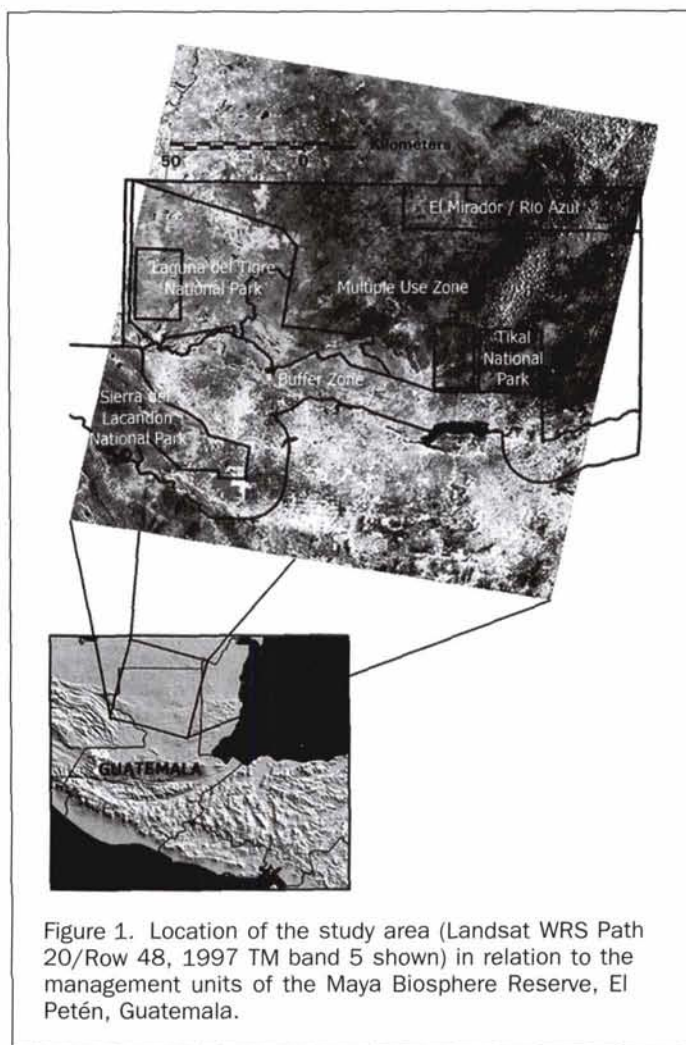 50 0 Kilometers
El Mirador / Rio Azul
Laguna del Tigre
National Park
Multiple Use Zone
Tikal
National
Park
Buffer Zone
Sierra del
Lacandon
National Park
GUATEMALA
Figure 1. Location of the study area (Landsat WRS Path
20/Row 48, 1997 TM band 5 shown) in relation to the
management units of the Maya Biosphere Reserve, El
Petén, Guatemala.